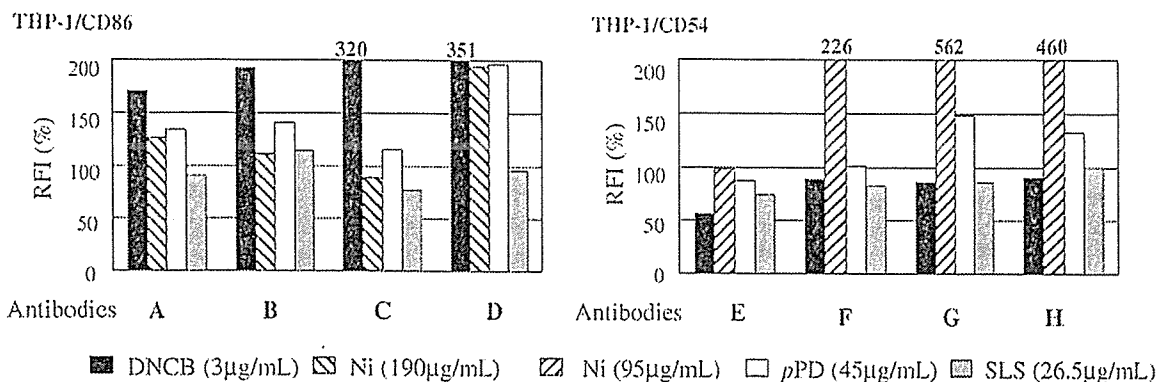 THP-1/CD86
THP-1/CD54
320
351
226
562
460
RFI (%)
200
150
100
50
0
RFI (%)
200
150
100
50
0
Antibodies A B C D
Antibodies E F G H
DNCB (3μg/mL) Ni (190μg/mL) Ni (95μg/mL) pPD (45μg/mL) SLS (26.5μg/mL)